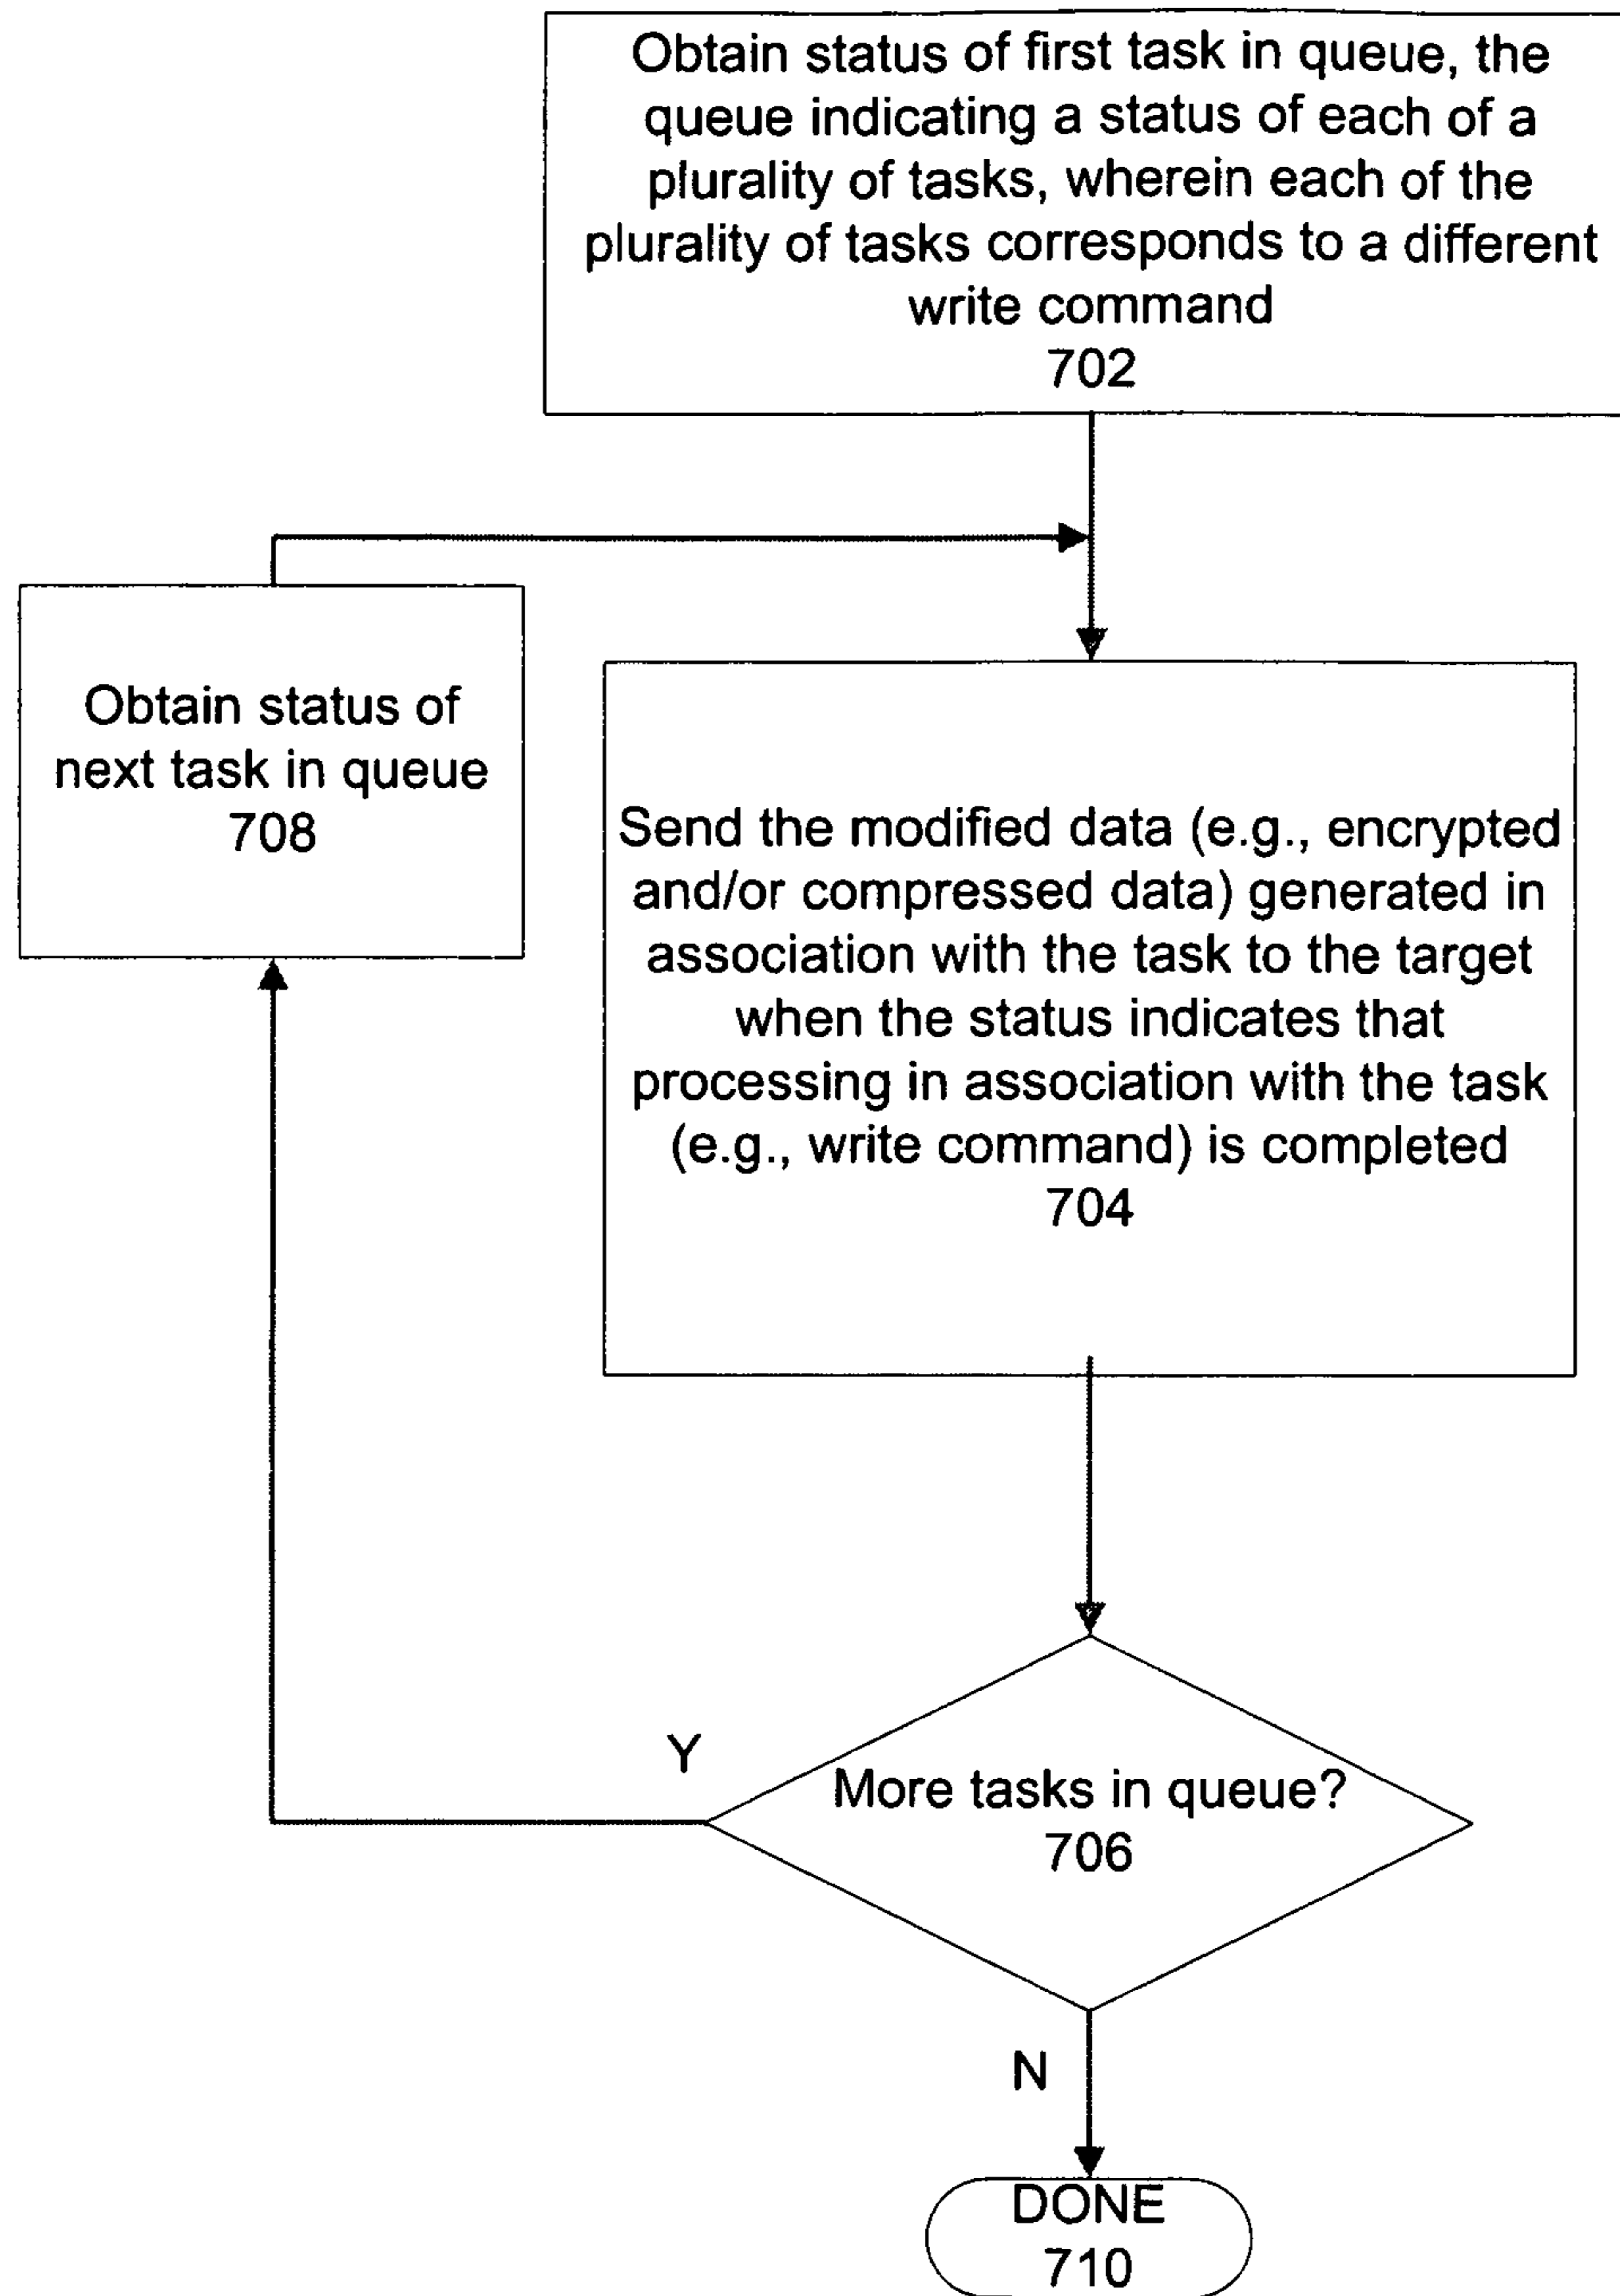 Obtain status of first task in queue, the
queue indicating a status of each of a
plurality of tasks, wherein each of the
plurality of tasks corresponds to a different
write command
702
Obtain status of
next task in queue
708
Send the modified data (e.g., encrypted
and/or compressed data) generated in
association with the task to the target
when the status indicates that
processing in association with the task
(e.g., write command) is completed
704
Y
More tasks in queue?
706
N
DONE
710